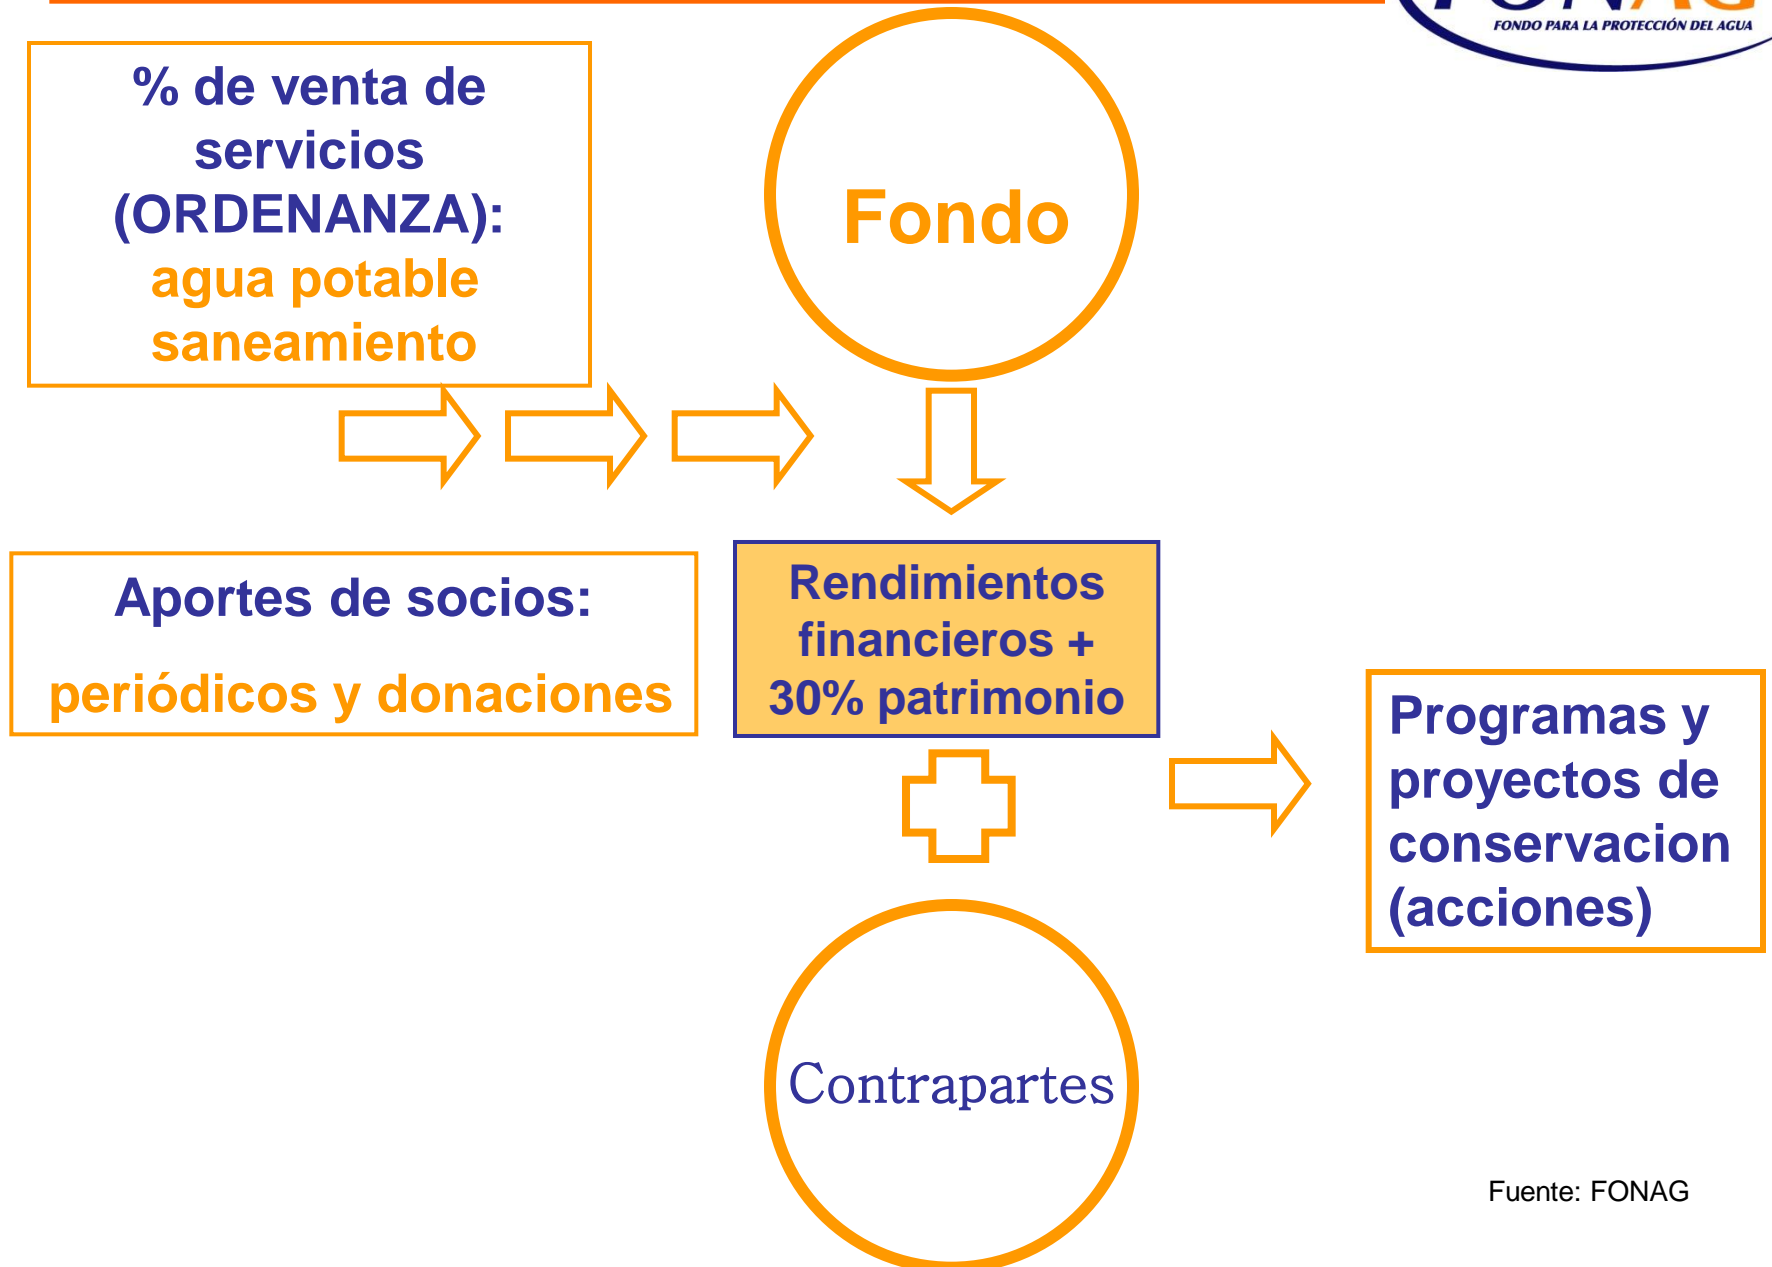 FONAG
FONDO PARA LA PROTECCIÓN DEL AGUA
% de venta de
servicios
(ORDENANZA):
agua potable
saneamiento
Fondo
Aportes de socios:
periódicos y donaciones
Rendimientos
financieros +
30% patrimonio
Programas y
proyectos de
conservacion
(acciones)
Contrapartes
Fuente: FONAG